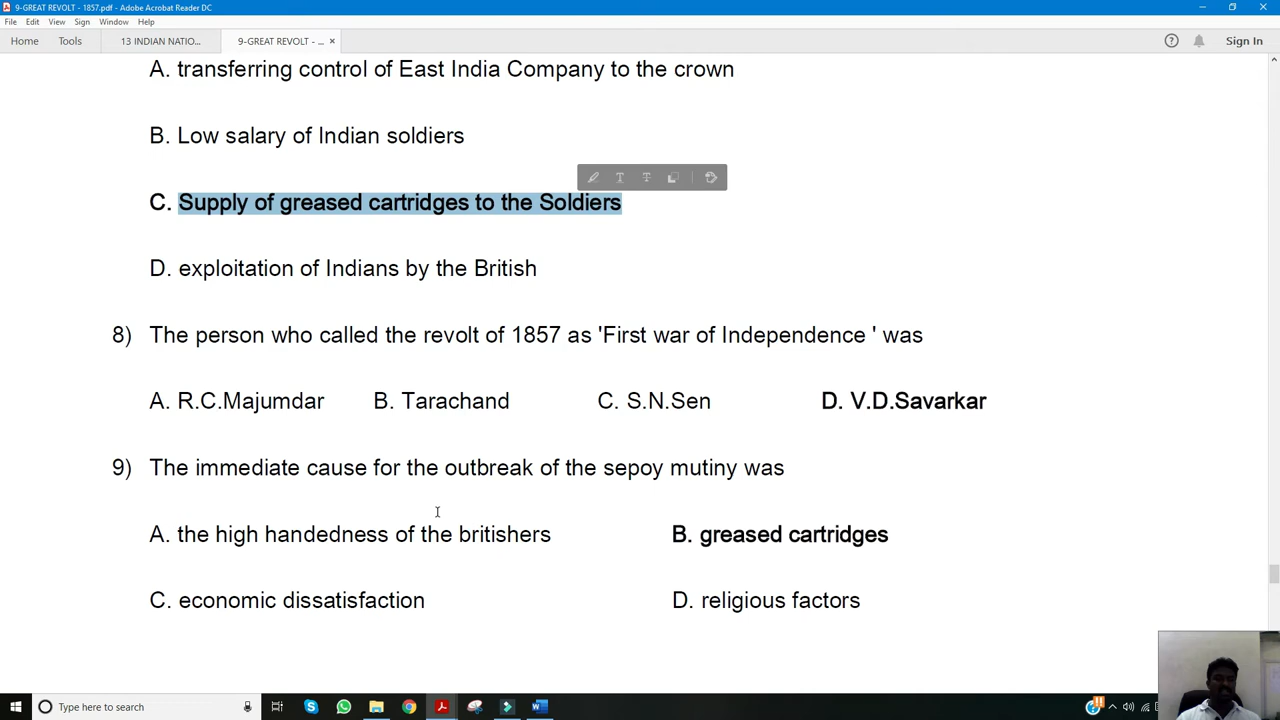 9-GREAT REVOLT - 1857.pdf - Adobe Acrobat Reader DC
File Edit View Sign Window Help
Home Tools 13 INDIAN NATIO... 9-GREAT REVOLT - ... × Sign In
A. transferring control of East India Company to the crown
B. Low salary of Indian soldiers
C. Supply of greased cartridges to the Soldiers
D. exploitation of Indians by the British
8) The person who called the revolt of 1857 as 'First war of Independence ' was
A. R.C.Majumdar B. Tarachand C. S.N.Sen D. V.D.Savarkar
9) The immediate cause for the outbreak of the sepoy mutiny was
A. the high handedness of the britishers B. greased cartridges
C. economic dissatisfaction D. religious factors
Type here to search